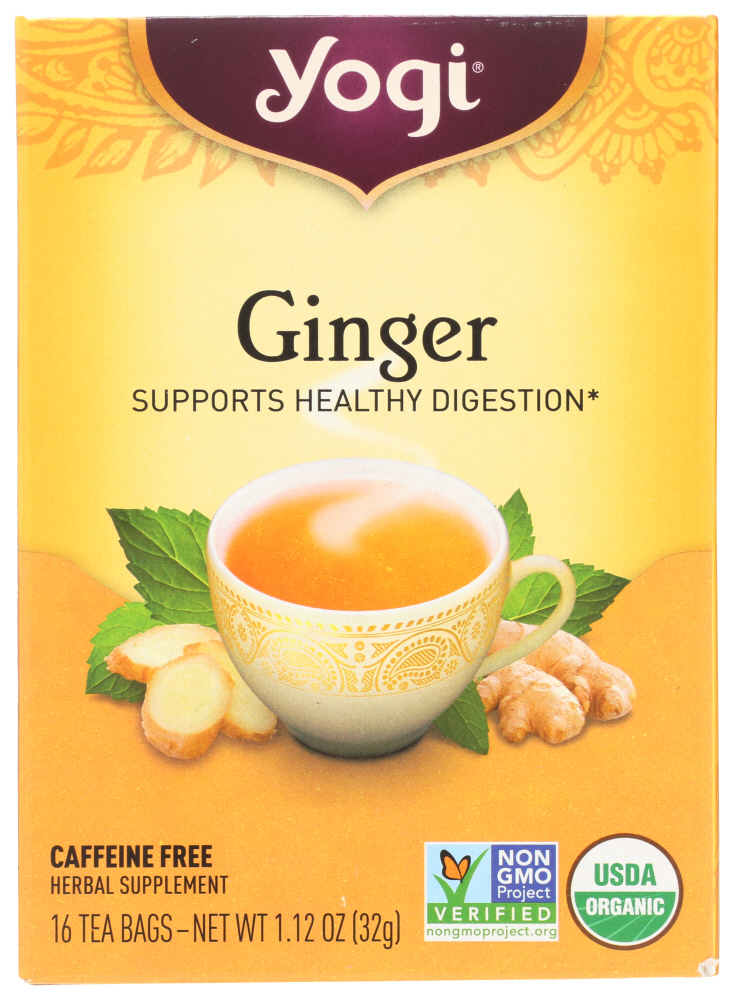 Yogi®
Ginger
SUPPORTS HEALTHY DIGESTION*
CAFFEINE FREE
HERBAL SUPPLEMENT
16 TEA BAGS – NET WT 1.12 OZ (32g)
NON
GMO
Project
VERIFIED
nongmoproject.org
USDA
ORGANIC